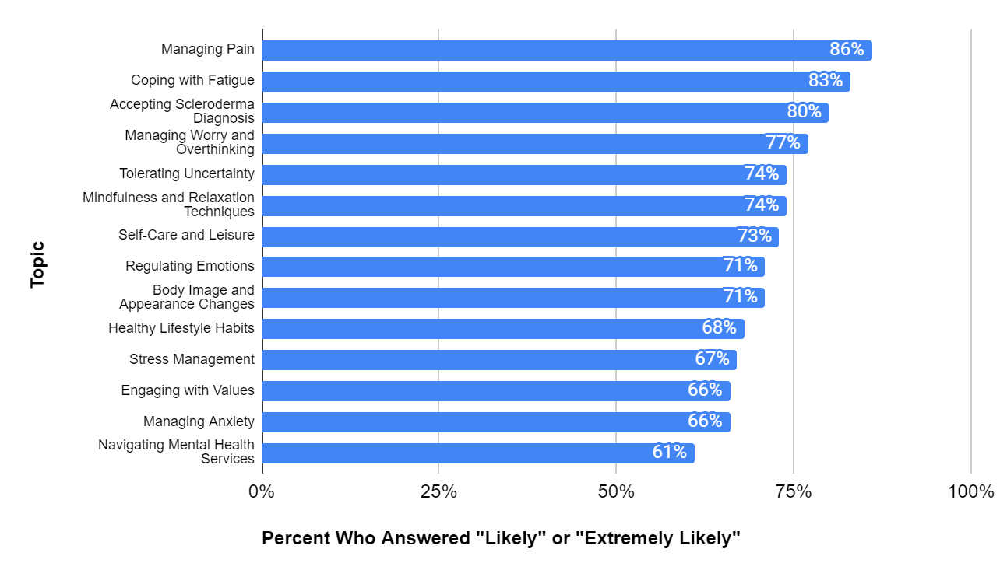 Managing Pain
86%
Coping with Fatigue
83%
Accepting Scleroderma
Diagnosis
80%
Managing Worry and
Overthinking
77%
Tolerating Uncertainty
74%
Mindfulness and Relaxation
Techniques
74%
Self-Care and Leisure
73%
Regulating Emotions
71%
Body Image and
Appearance Changes
71%
Healthy Lifestyle Habits
68%
Stress Management
67%
Engaging with Values
66%
Managing Anxiety
66%
Navigating Mental Health
Services
61%
Topic
0% 25% 50% 75% 100%
Percent Who Answered "Likely" or "Extremely Likely"